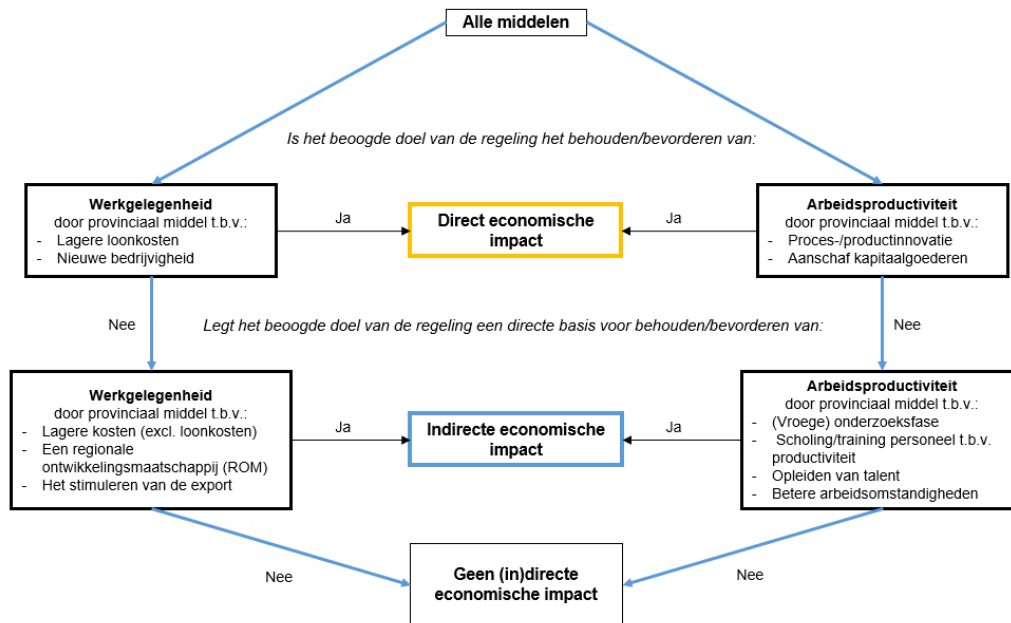 Alle middelen
Is het beoogde doel van de regeling het behouden/bevorderen van:
Werkgelegenheid
door provinciaal middel t.b.v.:
- Lagere loonkosten
- Nieuwe bedrijvigheid
Ja
Direct economische
impact
Ja
Arbeidsproductiviteit
door provinciaal middel t.b.v.:
- Proces-/productinnovatie
- Aanschaf kapitaalgoederen
Nee
Legt het beoogde doel van de regeling een directe basis voor behouden/bevorderen van:
Nee
Werkgelegenheid
door provinciaal middel t.b.v.:
- Lagere kosten (excl. loonkosten)
- Een regionale
ontwikkelingsmaatschappij (ROM)
- Het stimuleren van de export
Ja
Indirecte economische
impact
Ja
Arbeidsproductiviteit
door provinciaal middel t.b.v.:
- (Vroege) onderzoeksfase
- Scholing/training personeel t.b.v.
productiviteit
- Opleiden van talent
- Betere arbeidsomstandigheden
Nee
Geen (in)directe
economische impact
Nee